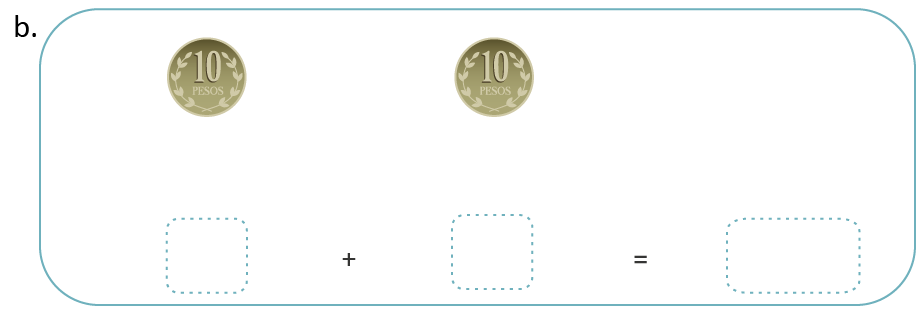 b.
10 10
PESOS PESOS
+ =